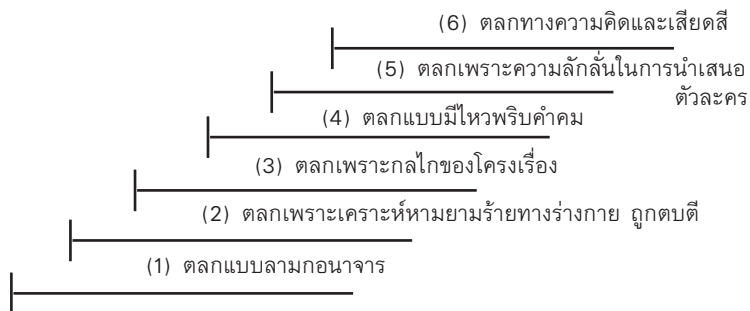 (6) ตลกทางความคิดและเสียดสี
(5) ตลกเพราะความลักลั่นในการนำเสนอ
ตัวละคร
(4) ตลกแบบมีไหวพริบคำคม
(3) ตลกเพราะกลไกของโครงเรื่อง
(2) ตลกเพราะเคราะห์หามยามร้ายทางร่างกาย ถูกตบตี
(1) ตลกแบบลามกอนาจาร